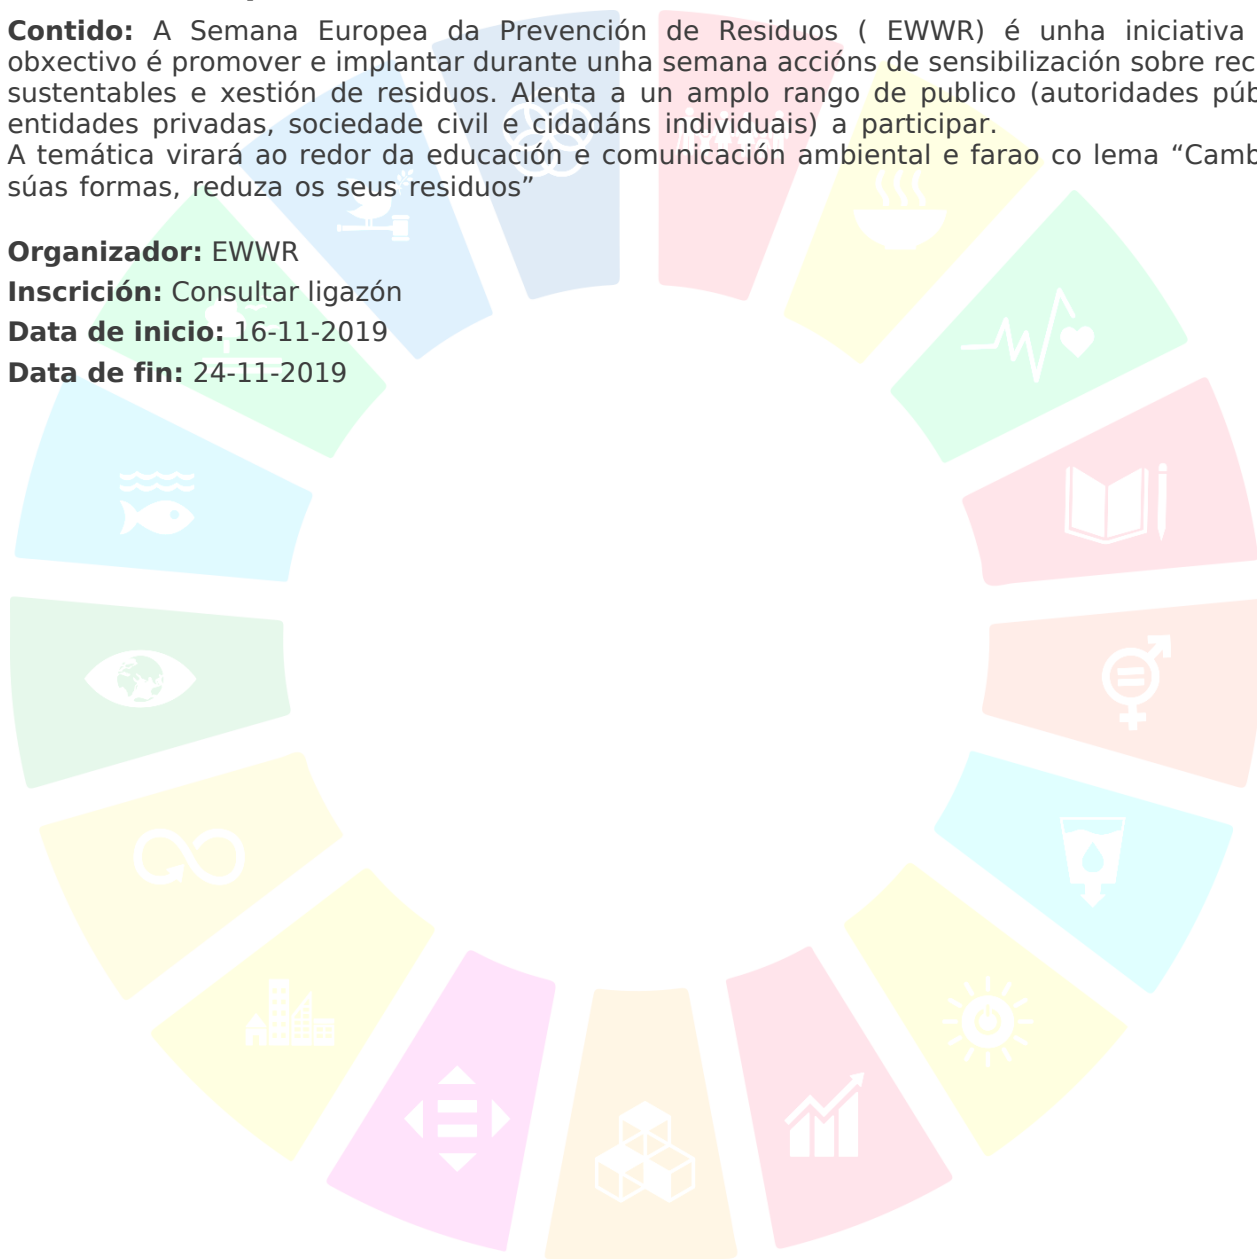 Contido: A Semana Europea da Prevención de Residuos ( EWWR) é unha iniciativa
obxectivo é promover e implantar durante unha semana accións de sensibilización sobre
sustentables e xestión de residuos. Alenta a un amplo rango de publico (autoridades
entidades privadas, sociedade civil e cidadáns individuais) a participar.
A temática virará ao redor da educación e comunicación ambiental e farao co lema
súas formas, reduza os seus residuos”
Organizador: EWWR
Inscrición: Consultar ligazón
Data de inicio: 16-11-2019
Data de fin: 24-11-2019